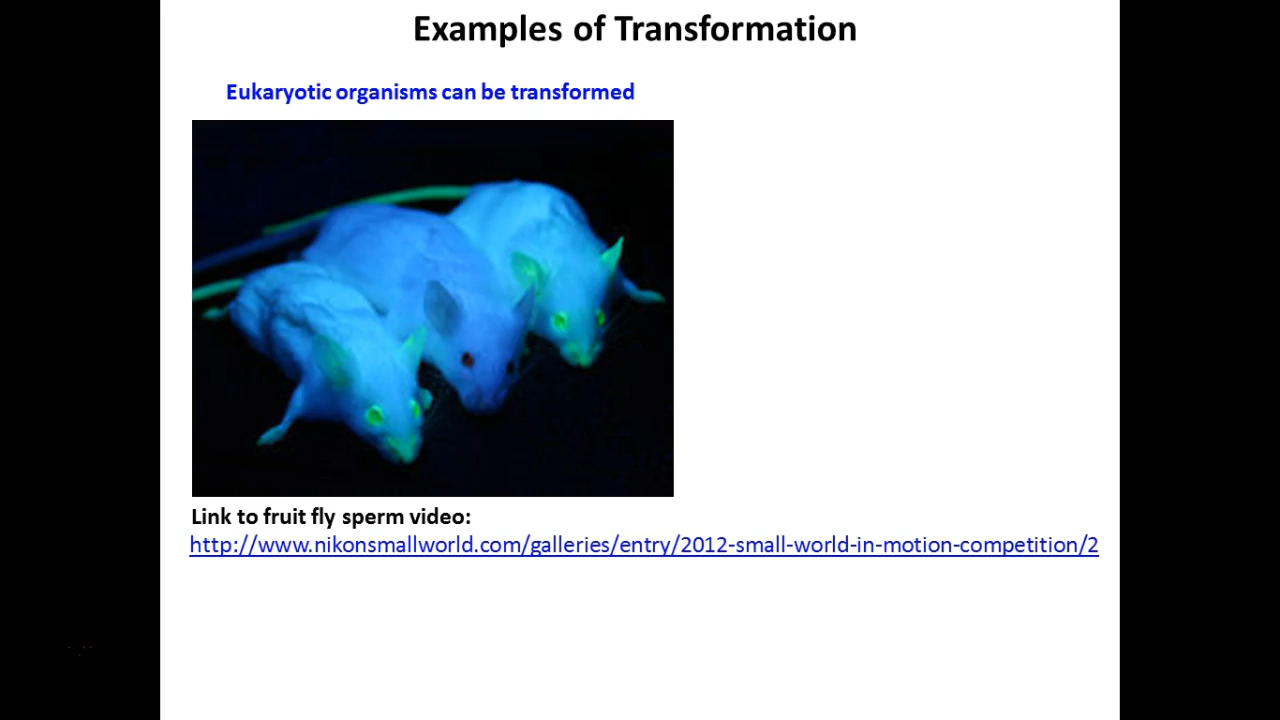 Examples of Transformation
Eukaryotic organisms can be transformed
Link to fruit fly sperm video:
http://www.nikonsmallworld.com/galleries/entry/2012-small-world-in-motion-competition/2